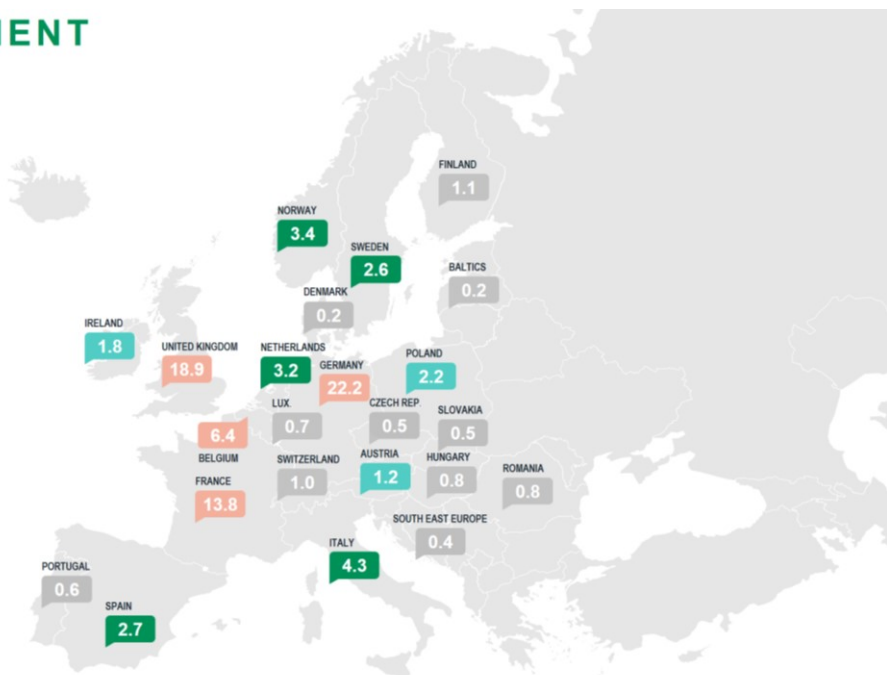 MENT
FINLAND
1.1
NORWAY
3.4
SWEDEN
2.6
BALTICS
0.2
DENMARK
0.2
IRELAND
1.8
UNITED KINGDOM
18.9
NETHERLANDS
3.2
GERMANY
22.2
POLAND
2.2
LUX.
0.7
CZECH REP.
0.5
SLOVAKIA
0.5
6.4
BELGIUM
SWITZERLAND
1.0
AUSTRIA
1.2
HUNGARY
0.8
ROMANIA
0.8
FRANCE
13.8
SOUTH EAST EUROPE
0.4
ITALY
4.3
PORTUGAL
0.6
SPAIN
2.7